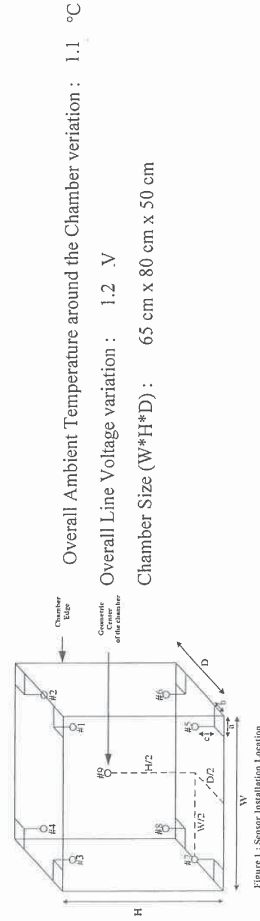 Overall Ambient Temperature around the Chamber veriation : 1.1 °C
Overall Line Voltage variation : 1.2 .V
Chamber Size (W*H*D) : 65 cm x 80 cm x 50 cm
Chamber
Edge
Geometric
Center
of the chamber
#2
#1
#4
#3
#9
#6
#5
#8
#7
H/2
W/2
D/2
a
b
c
D
W
H
Figure 1 : Sensor Installation Location